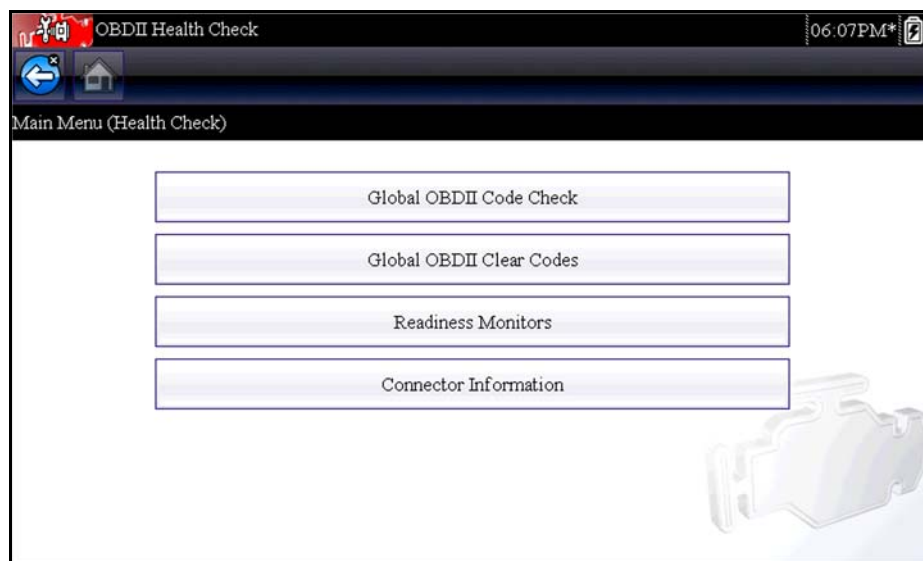 OBDII Health Check
06:07PM*
Main Menu (Health Check)
Global OBDII Code Check
Global OBDII Clear Codes
Readiness Monitors
Connector Information